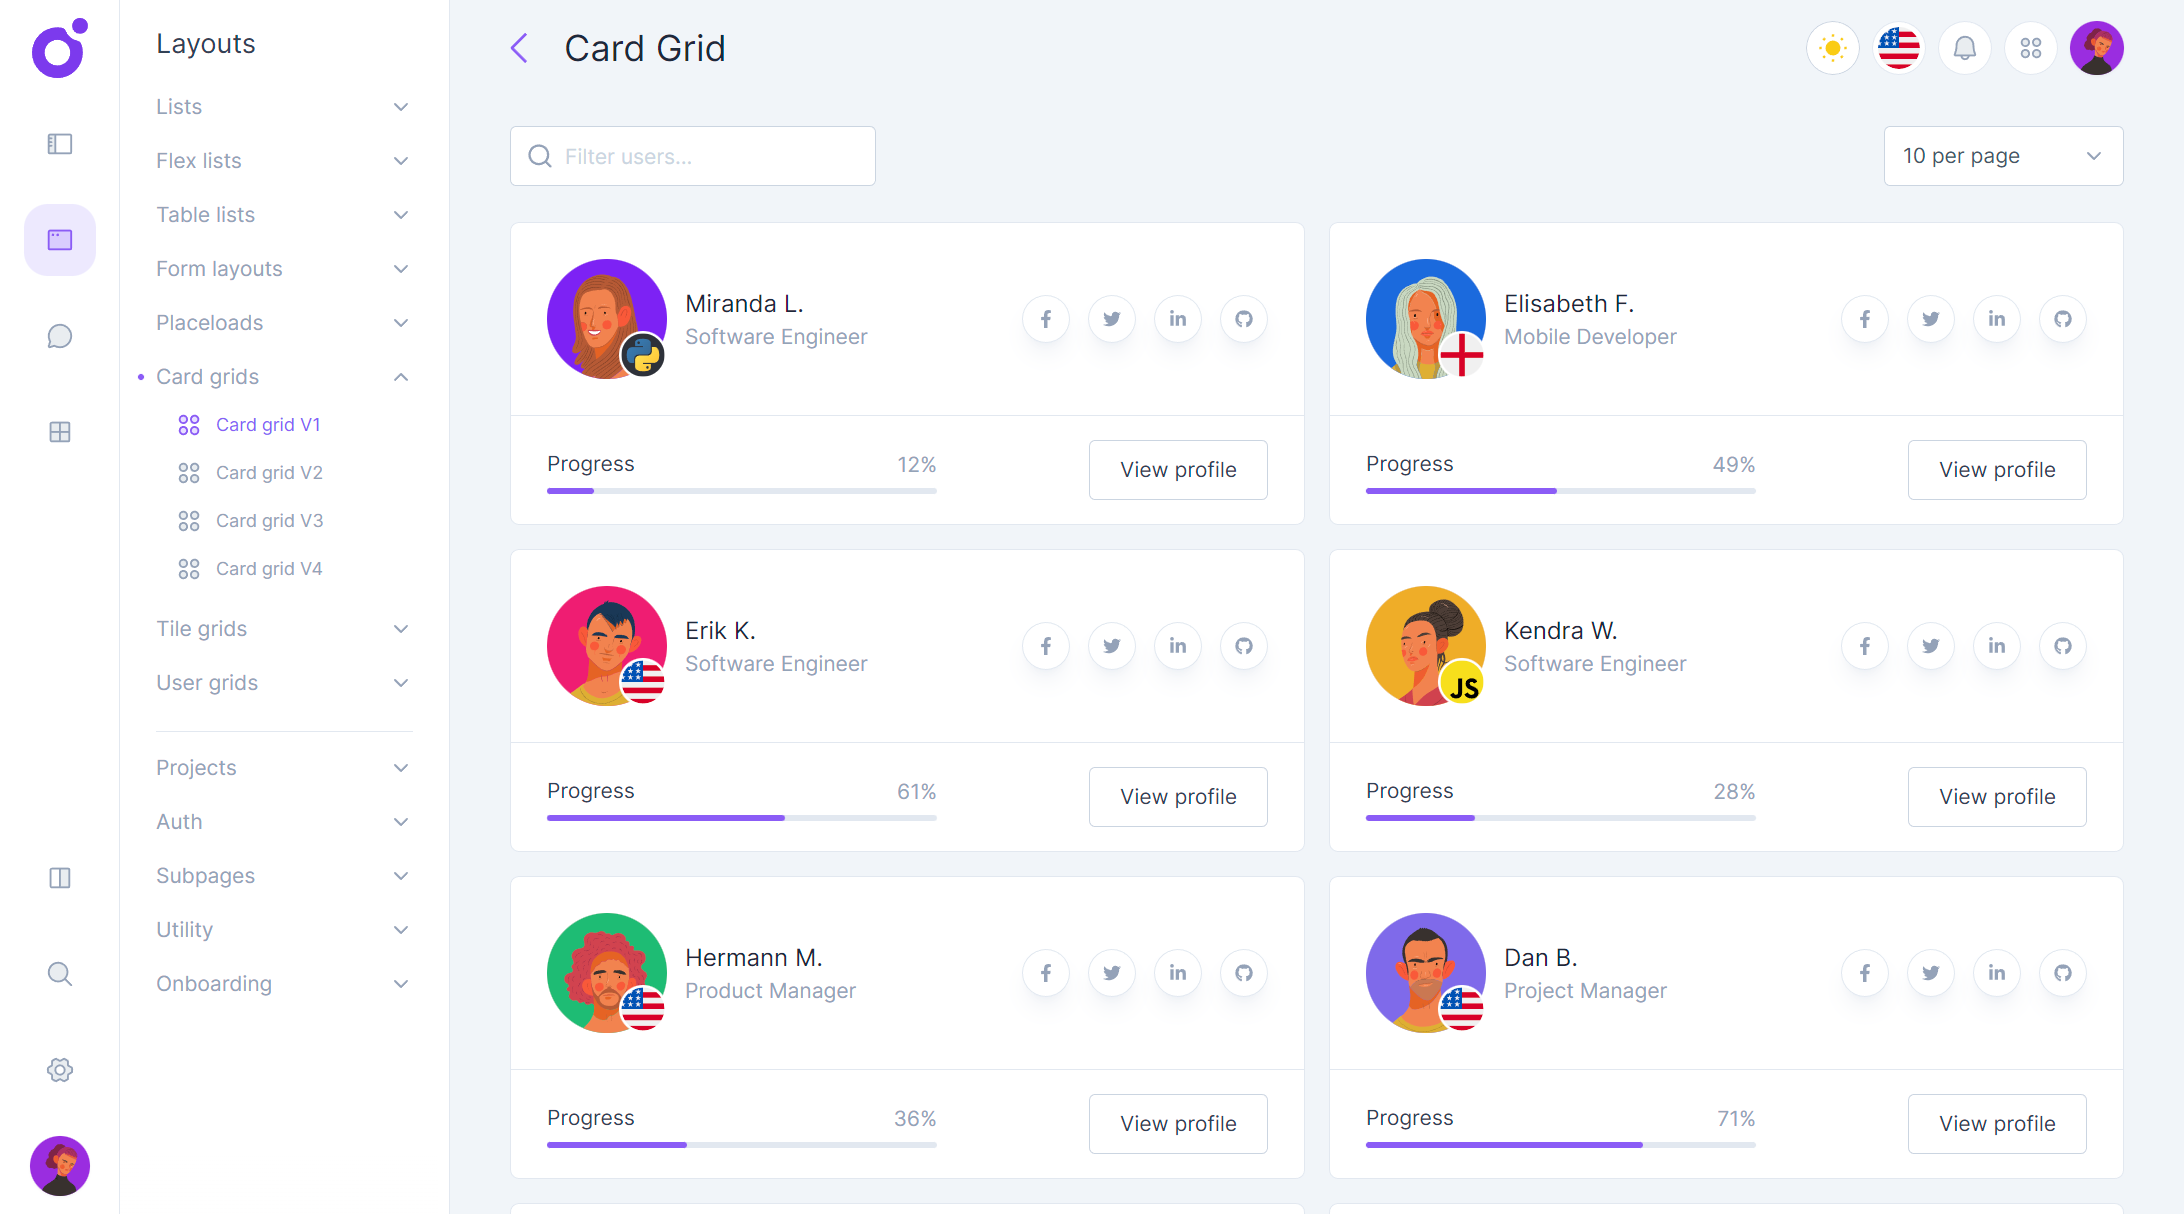 Layouts
Lists
Flex lists
Table lists
Form layouts
Placeloads
Card grids
Card grid V1
Card grid V2
Card grid V3
Card grid V4
Tile grids
User grids
Projects
Auth
Subpages
Utility
Onboarding
Card Grid
Filter users...
10 per page
Miranda L.
Software Engineer
Progress
12%
View profile
Elisabeth F.
Mobile Developer
Progress
49%
View profile
Erik K.
Software Engineer
Progress
61%
View profile
JS
Kendra W.
Software Engineer
Progress
28%
View profile
Hermann M.
Product Manager
Progress
36%
View profile
Dan B.
Project Manager
Progress
71%
View profile